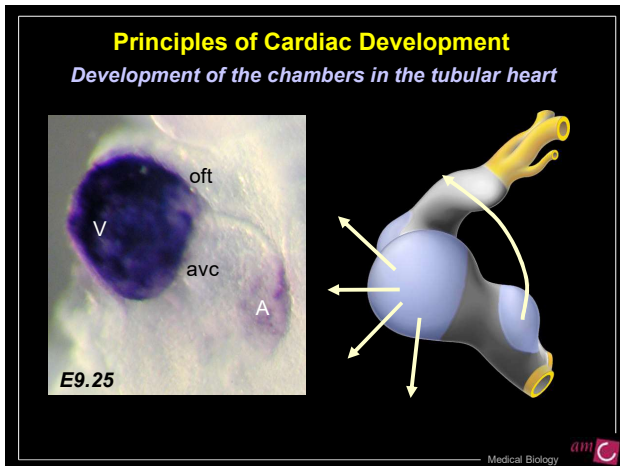 Principles of Cardiac Development
Development of the chambers in the tubular heart
oft
V
avc
A
E9.25
Medical Biology
amC